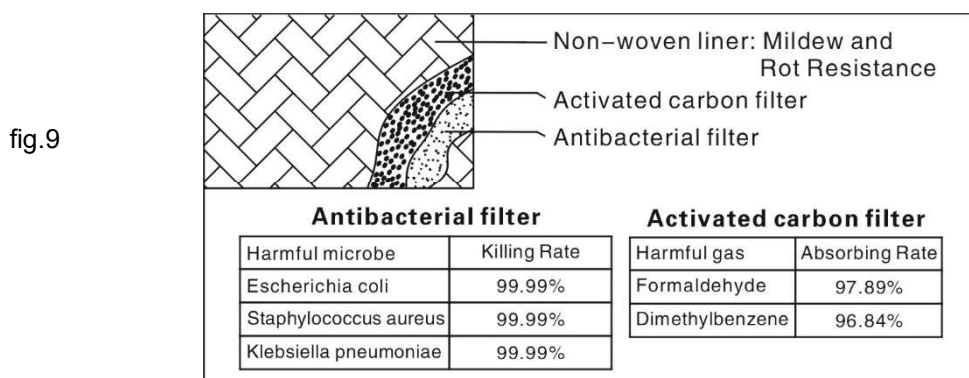 Non-woven liner: Mildew and
Rot Resistance
Activated carbon filter
Antibacterial filter
fig.9
Antibacterial filter
Harmful microbe Killing Rate
Escherichia coli 99.99%
Staphylococcus aureus 99.99%
Klebsiella pneumoniae 99.99%
Activated carbon filter
Harmful gas Absorbing Rate
Formaldehyde 97.89%
Dimethylbenzene 96.84%